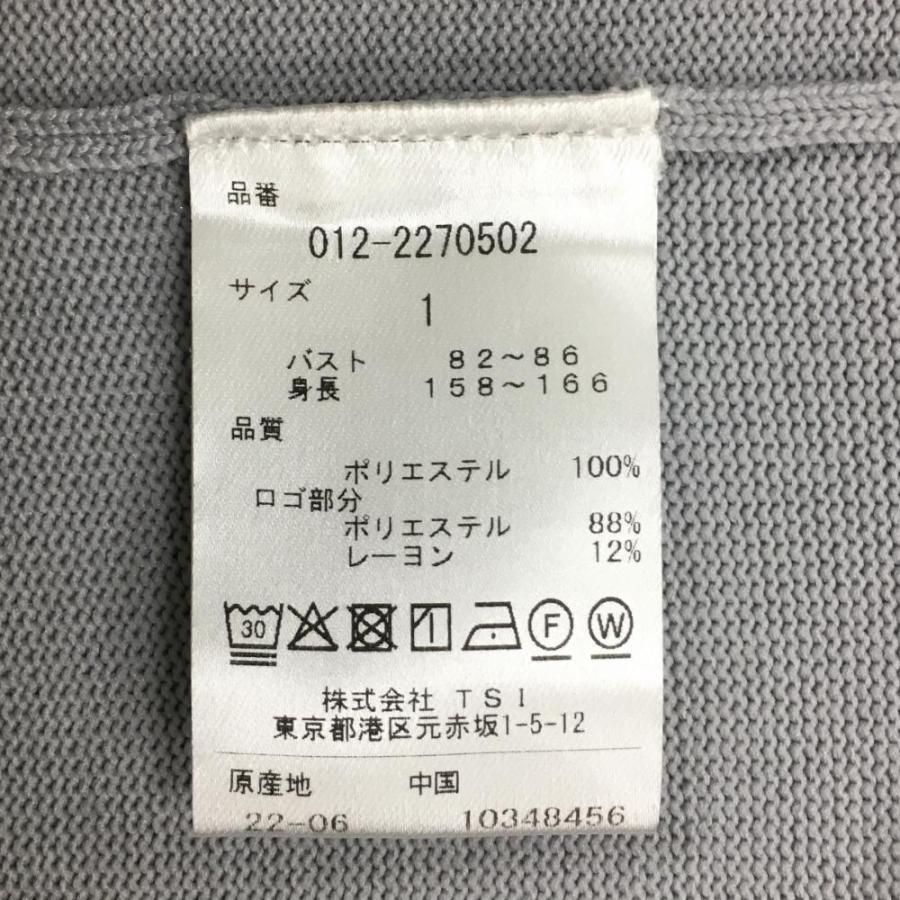 品番
012-2270502
サイズ
1
バスト 82～86
身長 158～166
品質
ポリエステル 100%
ロゴ部分
ポリエステル 88%
レーヨン 12%
30 F W
株式会社 TSI
東京都港区元赤坂1-5-12
原産地 中国
22-06 10348456